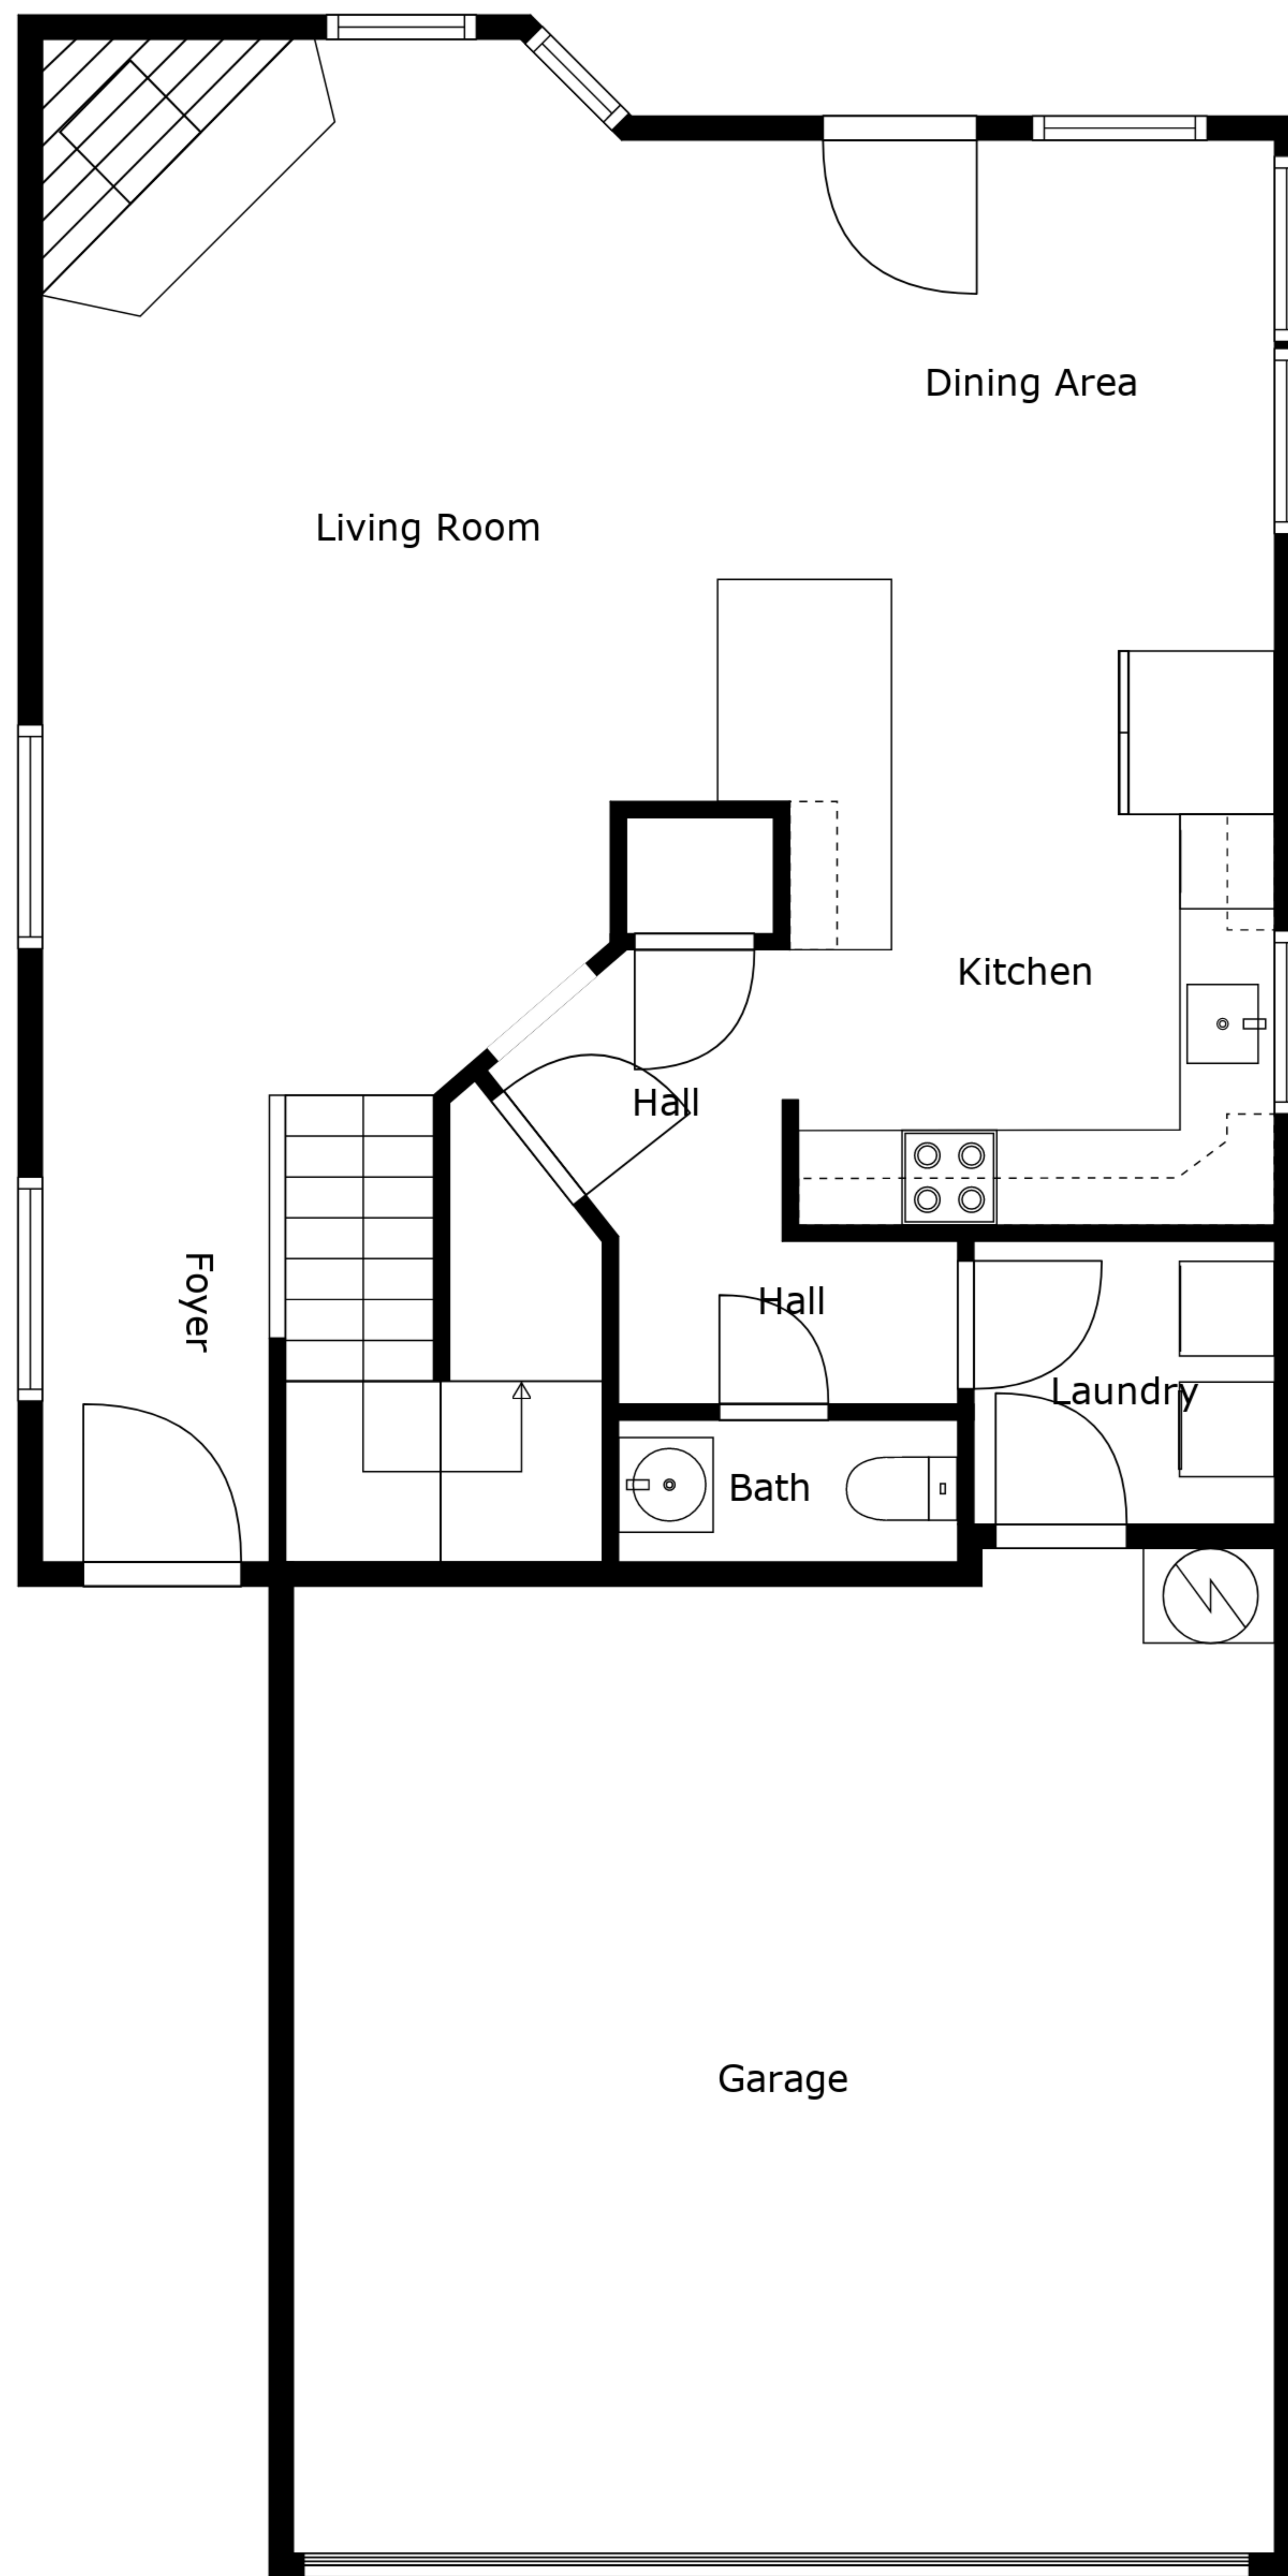 Dining Area
Living Room
Kitchen
Hall
Foyer
Hall
Laundry
Bath
Garage